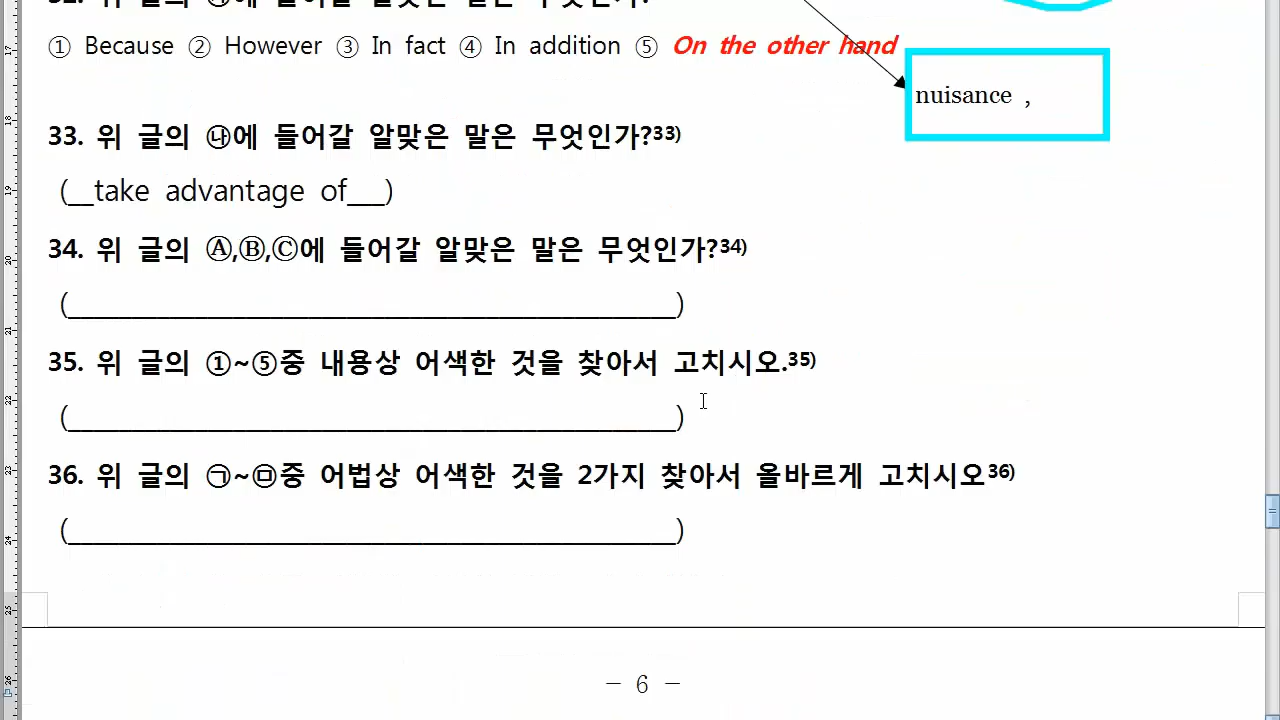 ① Because ② However ③ In fact ④ In addition ⑤ On the other hand
nuisance ,
33. 위 글의 ㉯에 들어갈 알맞은 말은 무엇인가?33)
(__take advantage of___)
34. 위 글의 Ⓐ,Ⓑ,Ⓒ에 들어갈 알맞은 말은 무엇인가?34)
(________________________________________________)
35. 위 글의 ①~⑤중 내용상 어색한 것을 찾아서 고치시오.35)
(________________________________________________)
36. 위 글의 ㉠~㉤중 어법상 어색한 것을 2가지 찾아서 올바르게 고치시오36)
(________________________________________________)
- 6 -